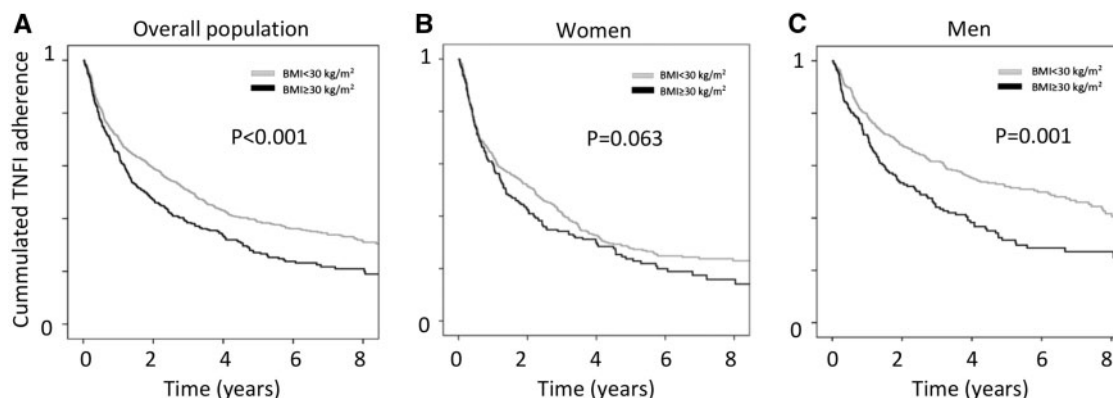 A
Overall population
BMI<30 kg/m²
BMI≥30 kg/m²
P<0.001
Cummulated TNFI adherence
1
0
0 2 4 6 8
Time (years)
B
Women
BMI<30 kg/m²
BMI≥30 kg/m²
P=0.063
1
0
0 2 4 6 8
Time (years)
C
Men
BMI<30 kg/m²
BMI≥30 kg/m²
P=0.001
1
0
0 2 4 6 8
Time (years)